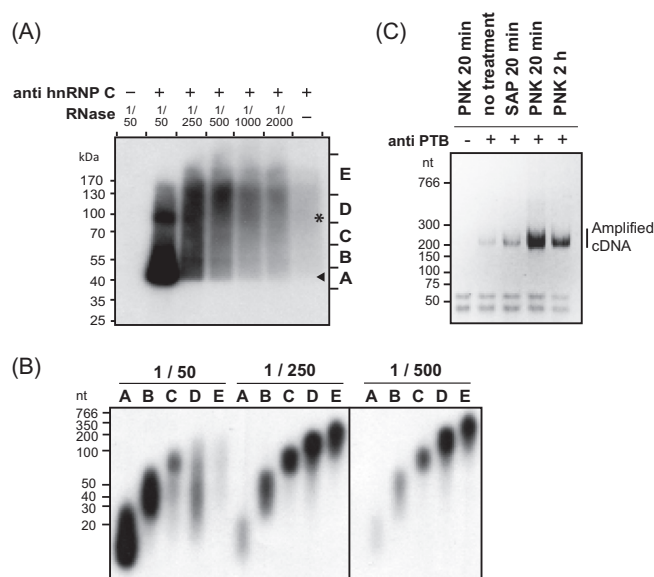 (A)
anti hnRNP C – + + + + + +
RNase 1/50 1/50 1/250 1/500 1/1000 1/2000 –
kDa
170
130
100
70
55
40
35
25
E
D
*
C
B
A
(C)
PNK 20 min
no treatment
SAP 20 min
PNK 20 min
PNK 2 h
anti PTB - + + + +
nt
766
300
200
150
100
75
50
Amplified
cDNA
(B)
1 / 50 1 / 250 1 / 500
nt A B C D E A B C D E A B C D E
766
350
200
100
50
40
30
20